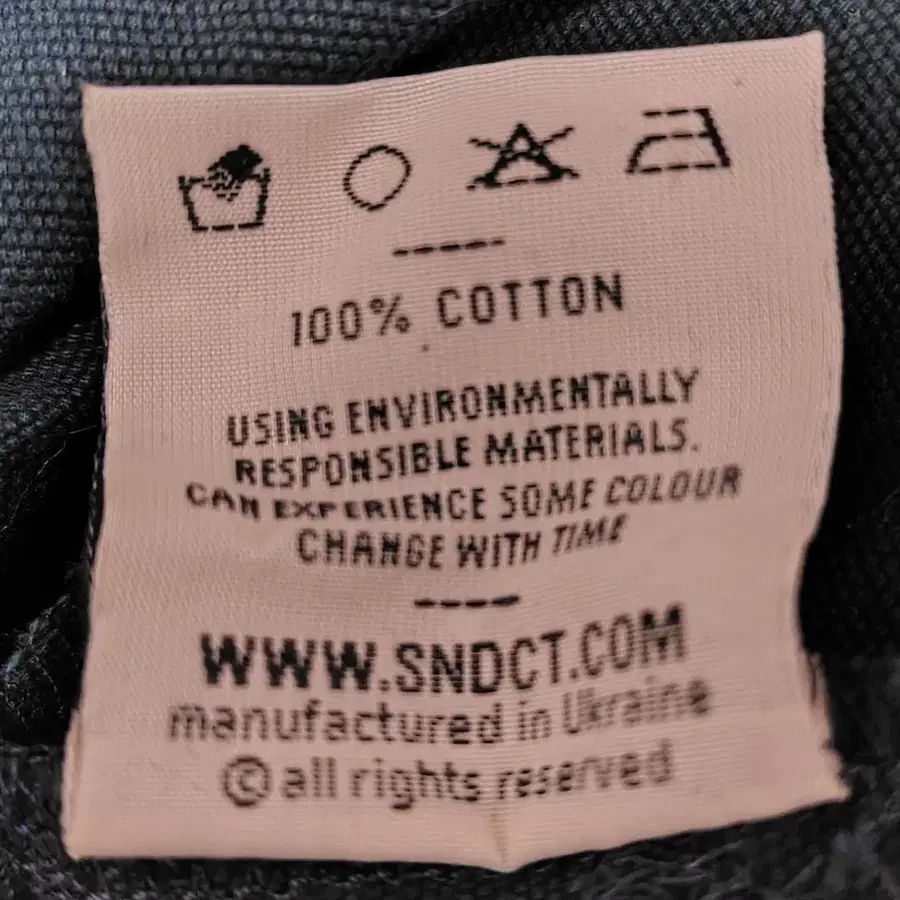 100% COTTON
USING ENVIRONMENTALLY
RESPONSIBLE MATERIALS.
CAN EXPERIENCE SOME COLOUR
CHANGE WITH TIME
WWW.SNDCT.COM
manufactured in Ukraine
© all rights reserved